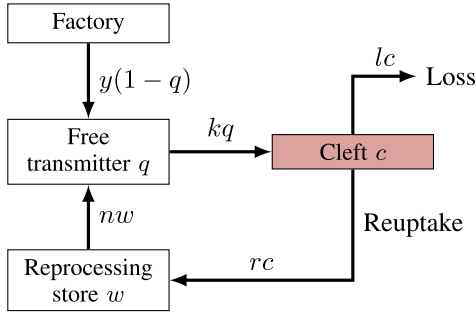 Factory
y(1 − q)
lc
Loss
Free
transmitter q
kq
Cleft c
nw
Reuptake
Reprocessing
store w
rc